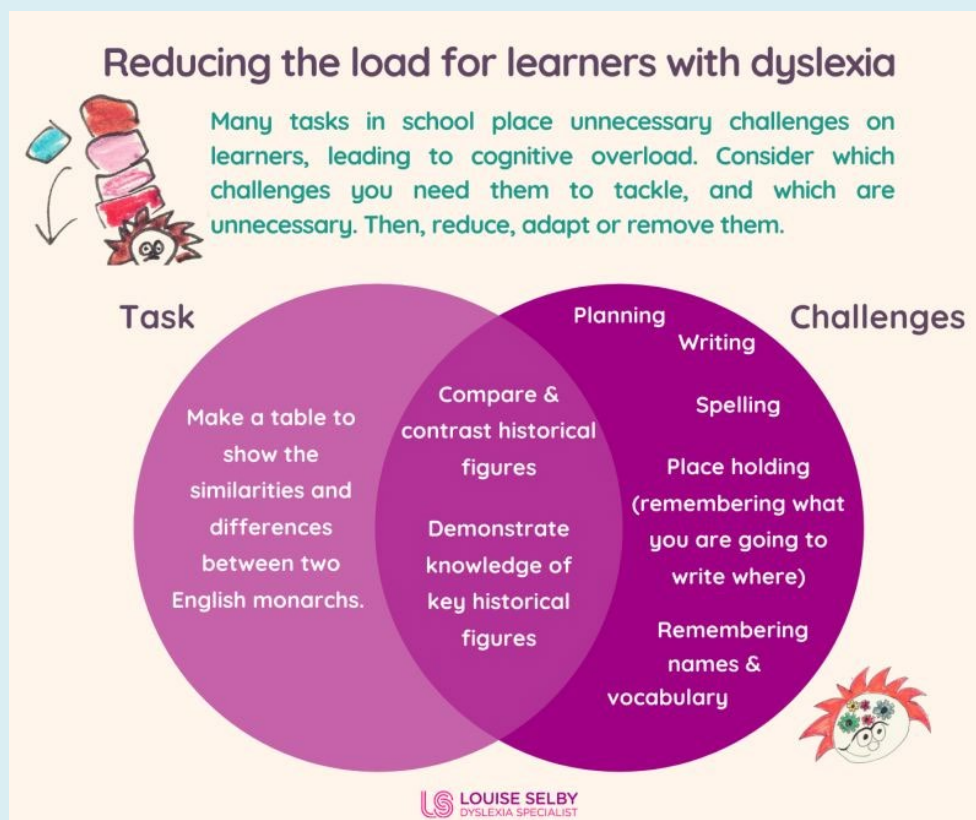 Reducing the load for learners with dyslexia
Many tasks in school place unnecessary challenges on
learners, leading to cognitive overload. Consider which
challenges you need them to tackle, and which are
unnecessary. Then, reduce, adapt or remove them.
Task
Challenges
Make a table to
show the
similarities and
differences
between two
English monarchs.
Compare &
contrast historical
figures
Demonstrate
knowledge of
key historical
figures
Planning
Writing
Spelling
Place holding
(remembering what
you are going to
write where)
Remembering
names &
vocabulary
LS LOUISE SELBY
DYSLEXIA SPECIALIST